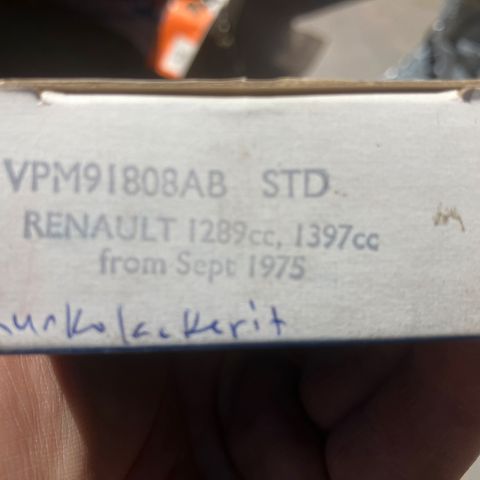 VPM91808AB STD
RENAULT 1289cc, 1397cc
from Sept 1975